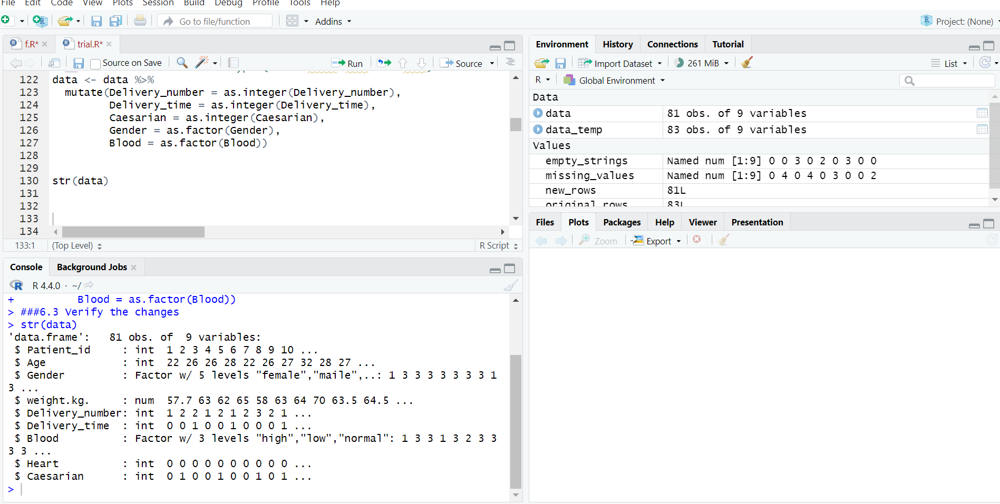 File Edit Code View Plots Session Build Debug Profile Tools Help
Go to file/function Addins Project: (None)
f.R* trial.R*
Source on Save Run Source
122 data <- data %>%
123 mutate(Delivery_number = as.integer(Delivery_number),
124 Delivery_time = as.integer(Delivery_time),
125 Caesarian = as.integer(Caesarian),
126 Gender = as.factor(Gender),
127 Blood = as.factor(Blood))
128
129
130 str(data)
131
132
133
134
133:1 (Top Level) R Script
Console Background Jobs
R 4.4.0 · ~/
+ Blood = as.factor(Blood))
> ###6.3 Verify the changes
> str(data)
'data.frame': 81 obs. of 9 variables:
$ Patient_id : int 1 2 3 4 5 6 7 8 9 10 ...
$ Age : int 22 26 26 28 22 26 27 32 28 27 ...
$ Gender : Factor w/ 5 levels "female","maile",..: 1 3 3 3 3 3 3 3 3 1
3 ...
$ weight.kg. : num 57.7 63 62 65 58 63 64 70 63.5 64.5 ...
$ Delivery_number: int 1 2 2 1 2 1 2 3 2 1 ...
$ Delivery_time : int 0 0 1 0 0 1 0 0 0 1 ...
$ Blood : Factor w/ 3 levels "high","low","normal": 1 3 3 1 3 2 3 3
3 3 ...
$ Heart : int 0 0 0 0 0 0 0 0 0 0 ...
$ Caesarian : int 0 1 0 0 1 0 0 1 0 1 ...
>
Environment History Connections Tutorial
Import Dataset 261 MiB List
R Global Environment
Data
data 81 obs. of 9 variables
data_temp 83 obs. of 9 variables
Values
empty_strings Named num [1:9] 0 0 3 0 2 0 3 0 0
missing_values Named num [1:9] 0 4 0 4 0 3 0 0 2
new_rows 81L
original_rows 83L
Files Plots Packages Help Viewer Presentation
Zoom Export